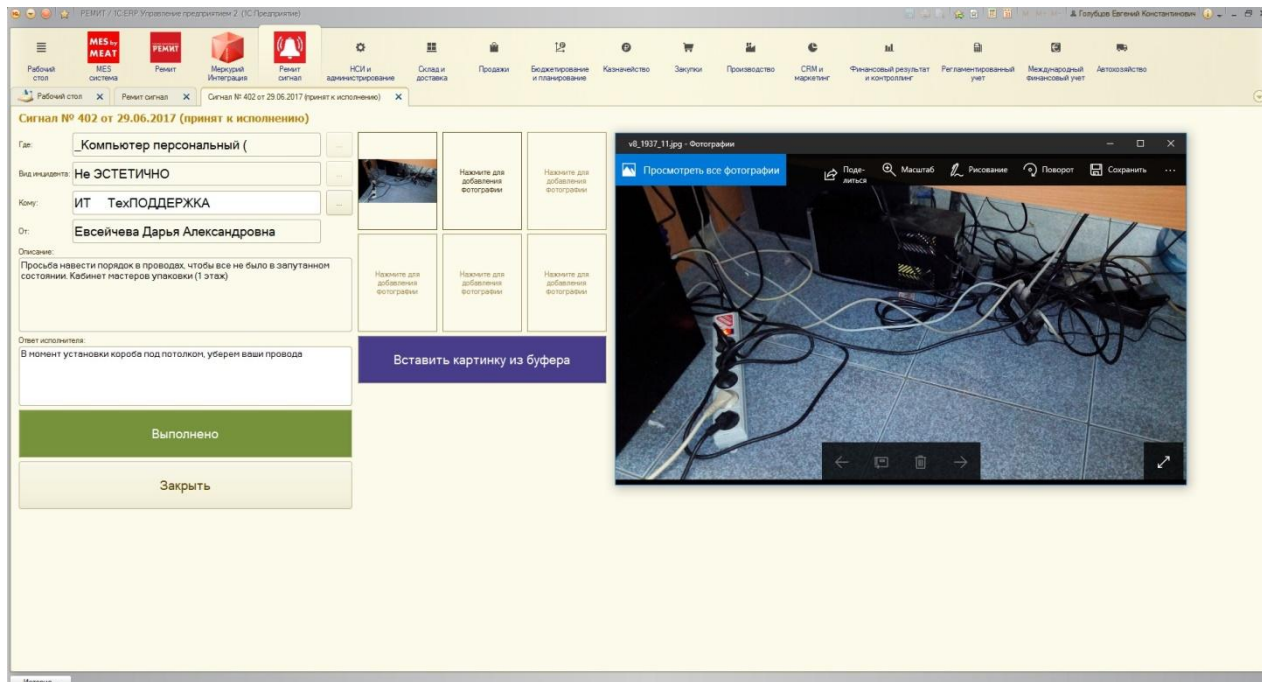 РЕМИТ / 1С:ERP Управление предприятием 2 (1С:Предприятие)
Голубцов Евгений Константинович
MES by
MEAT
РЕМИТ
Рабочий стол
MES система
Ремит
Меркурий Интеграция
Ремит сигнал
НСИ и администрирование
Склад и доставка
Продажи
Бюджетирование и планирование
Казначейство
Закупки
Производство
CRM и маркетинг
Финансовый результат и контроллинг
Регламентированный учет
Международный финансовый учет
Автохозяйство
Рабочий стол
Ремит сигнал
Сигнал № 402 от 29.06.2017 (принят к исполнению)
Сигнал № 402 от 29.06.2017 (принят к исполнению)
Где: _Компьютер персональный (
Вид инцидента: Не ЭСТЕТИЧНО
Кому: ИТ ТехПОДДЕРЖКА
От: Евсейчева Дарья Александровна
Описание:
Просьба навести порядок в проводах, чтобы все не было в запутанном
состоянии. Кабинет мастеров упаковки (1 этаж)
Ответ исполнителя:
В момент установки короба под потолком, уберем ваши провода
Выполнено
Закрыть
Нажмите для
добавления
фотографии
Нажмите для
добавления
фотографии
Нажмите для
добавления
фотографии
Нажмите для
добавления
фотографии
Нажмите для
добавления
фотографии
Вставить картинку из буфера
v8_1937_11.jpg - Фотографии
Просмотреть все фотографии
Поде-
литься
Масштаб
Рисование
Поворот
Сохранить